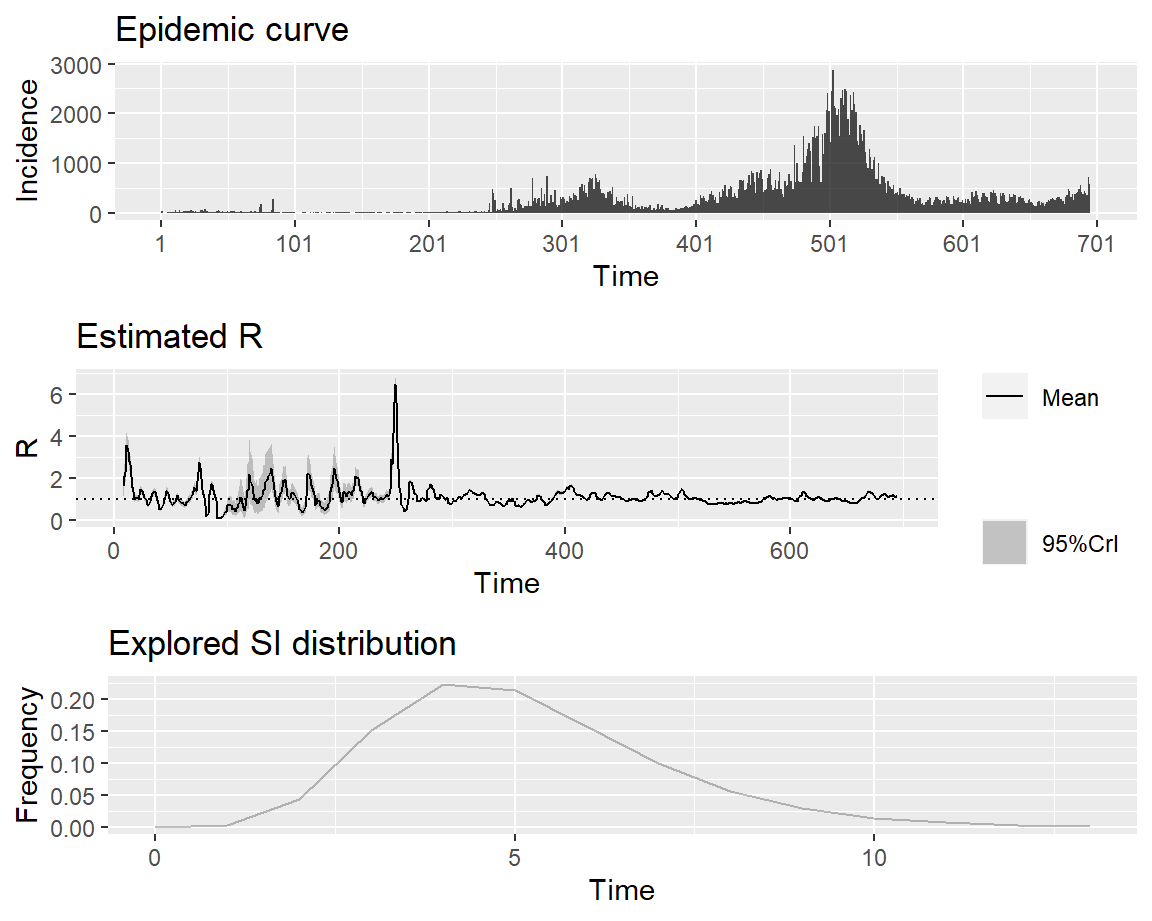 Epidemic curve
3000
2000
1000
0
Incidence
1 101 201 301 401 501 601 701
Time
Estimated R
6
4
2
0
R
0 200 400 600
Time
Mean
95%CrI
Explored SI distribution
0.20
0.15
0.10
0.05
0.00
Frequency
0 5 10
Time